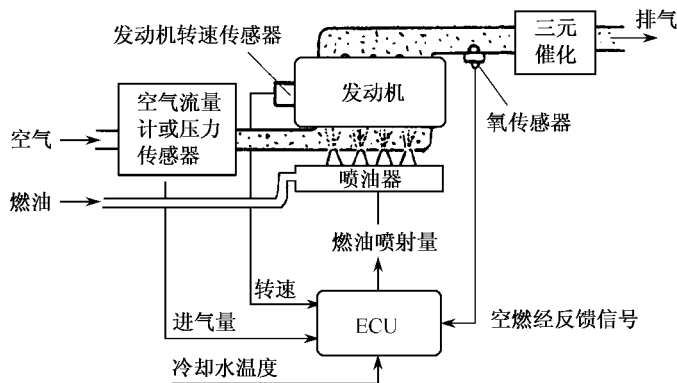 发动机转速传感器
三元
催化
排气
空气流量
计或压力
传感器
发动机
氧传感器
空气
喷油器
燃油
燃油喷射量
转速
进气量
ECU
空燃经反馈信号
冷却水温度